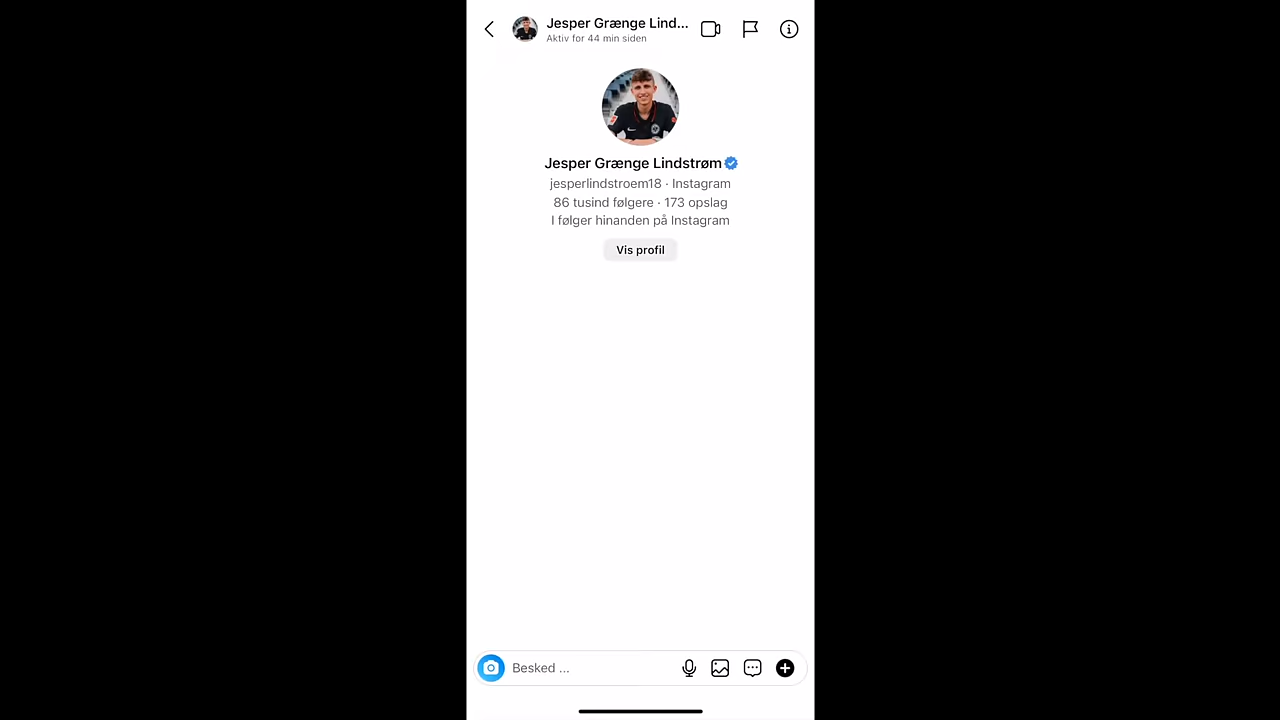 Jesper Grænge Lind...
Aktiv for 44 min siden
Jesper Grænge Lindstrøm
jesperlindstroem18 · Instagram
86 tusind følgere · 173 opslag
I følger hinanden på Instagram
Vis profil
Besked ...